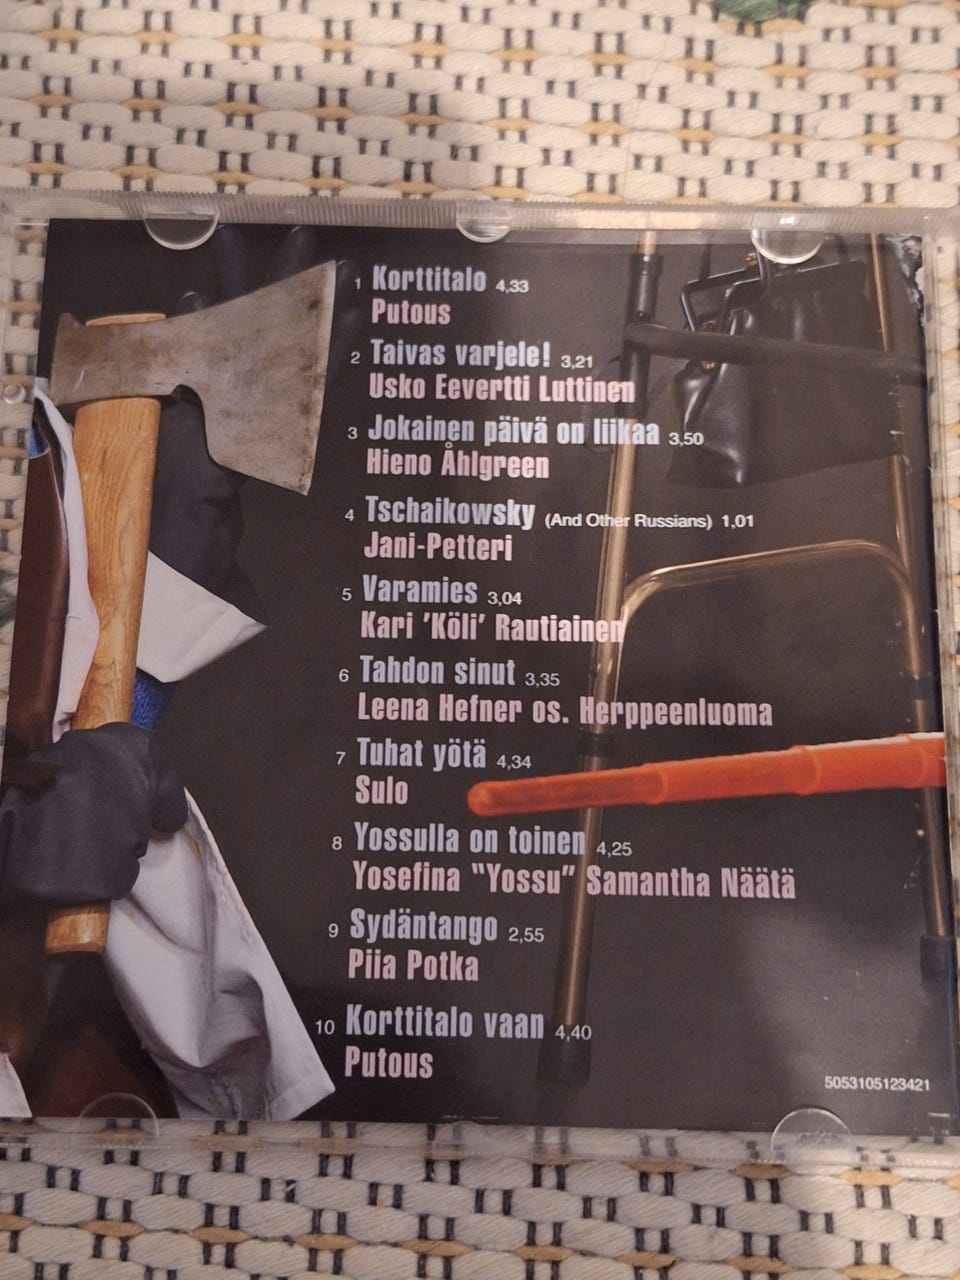 1 Korttitalo 4,33
Putous
2 Taivas varjele! 3,21
Usko Eevertti Luttinen
3 Jokainen päivä on liikaa 3,50
Hieno Åhlgreen
4 Tschaikowsky (And Other Russians) 1,01
Jani-Petteri
5 Varamies 3,04
Kari 'Köli' Rautiainen
6 Tahdon sinut 3,35
Leena Hefner os. Herppeenluoma
7 Tuhat yötä 4,34
Sulo
8 Yossulla on toinen 4,25
Yosefina "Yossu" Samantha Näätä
9 Sydäntango 2,55
Piia Potka
10 Korttitalo vaan 4,40
Putous
5053105123421